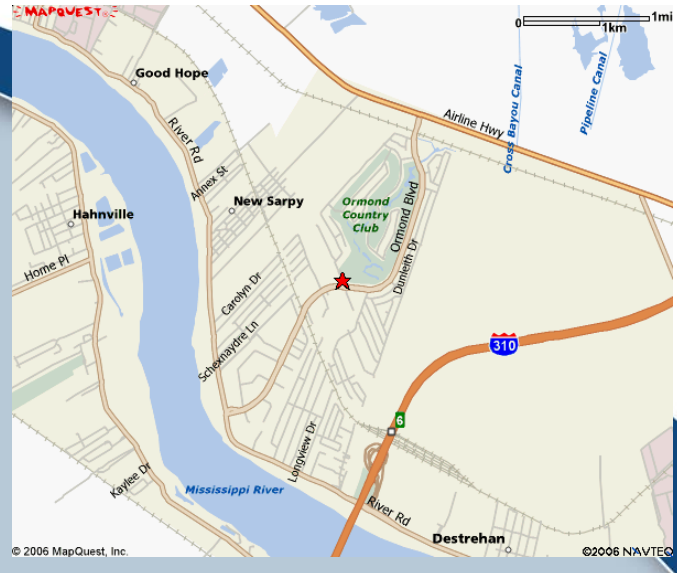 MAPQUEST
0
1mi
1km
Good Hope
River Rd
Airline Hwy
Cross Bayou Canal
Pipeline Canal
Annex St
New Sarpy
Ormond
Country
Club
Ormond Blvd
Dunleith Dr
Hahnville
Home Pl
Carolyn Dr
Schexnaydre Ln
310
6
Longview Dr
Kaylee Dr
Mississippi River
River Rd
Destrehan
© 2006 MapQuest, Inc.
©2006 NAVTEQ